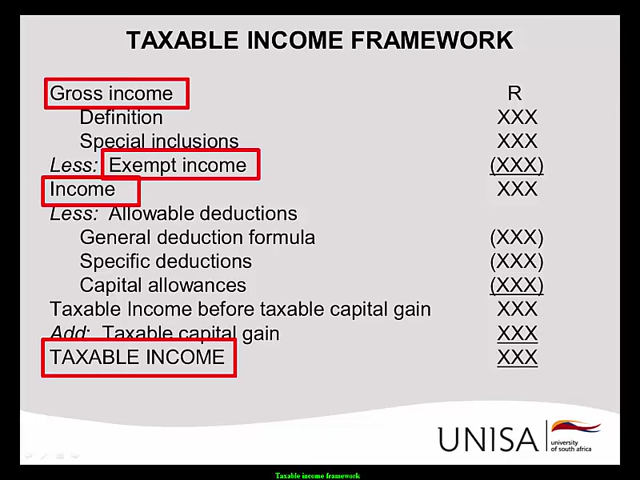 TAXABLE INCOME FRAMEWORK
Gross income R
Definition XXX
Special inclusions XXX
Less: Exempt income (XXX)
Income XXX
Less: Allowable deductions
General deduction formula (XXX)
Specific deductions (XXX)
Capital allowances (XXX)
Taxable Income before taxable capital gain XXX
Add: Taxable capital gain XXX
TAXABLE INCOME XXX
UNISA university
of south africa
Taxable income framework